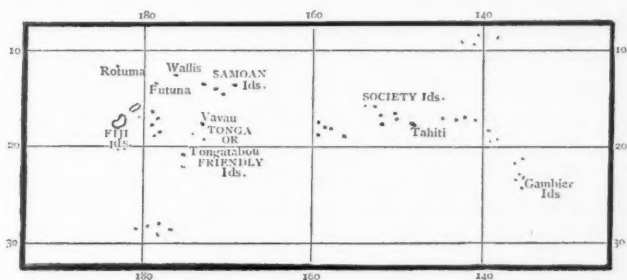 180
160
140
10
10
Rotuma
Wallis
SAMOAN
Ids.
Futuna
SOCIETY Ids.
Vavau
FIJI
Ids
TONGA
Tahiti
OR
20
20
Tongatabou
FRIENDLY
Ids.
Gambier
Ids
30
30
180
160
140